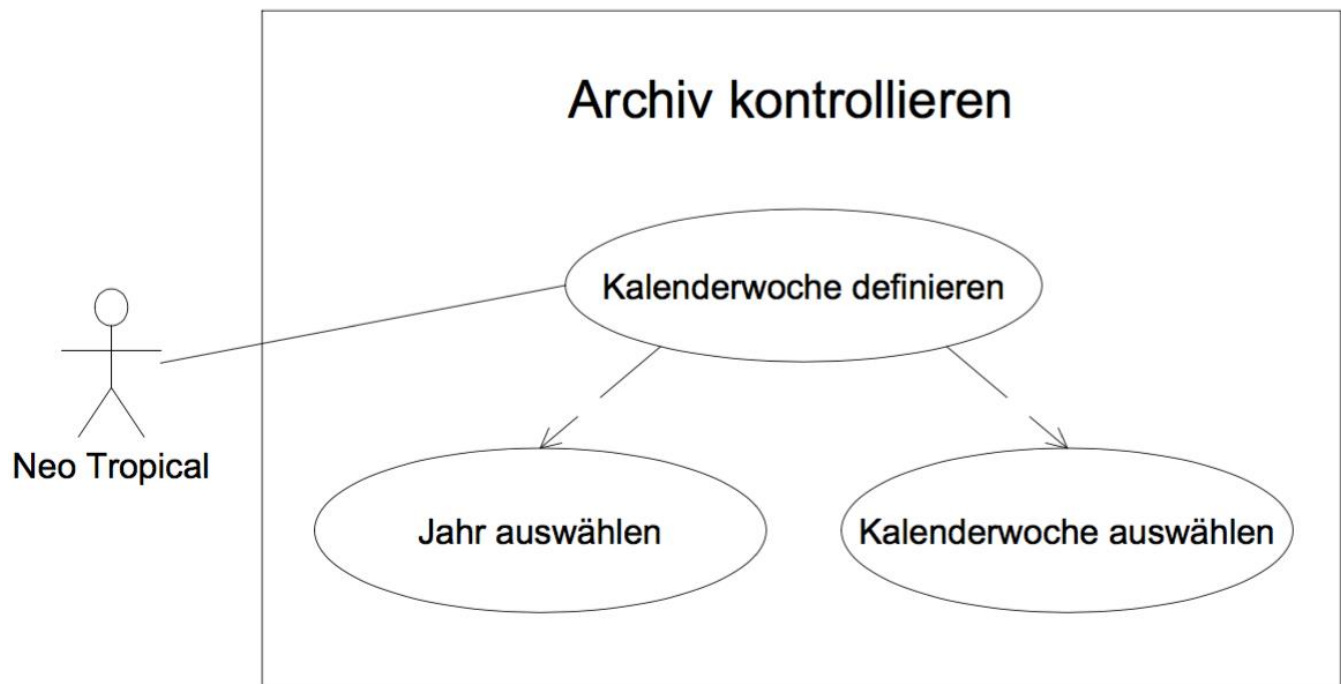 Archiv kontrollieren
Kalenderwoche definieren
Neo Tropical
Jahr auswählen
Kalenderwoche auswählen